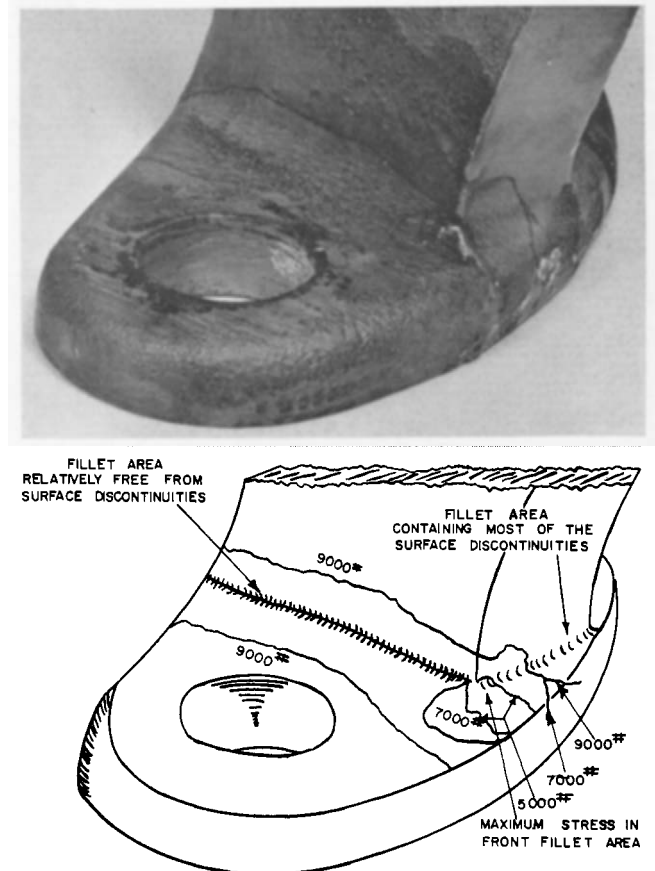 FILLET AREA
RELATIVELY FREE FROM
SURFACE DISCONTINUITIES
FILLET AREA
CONTAINING MOST OF THE
SURFACE DISCONTINUITIES
9000#
9000#
7000#
9000#
7000#
5000#
MAXIMUM STRESS IN
FRONT FILLET AREA